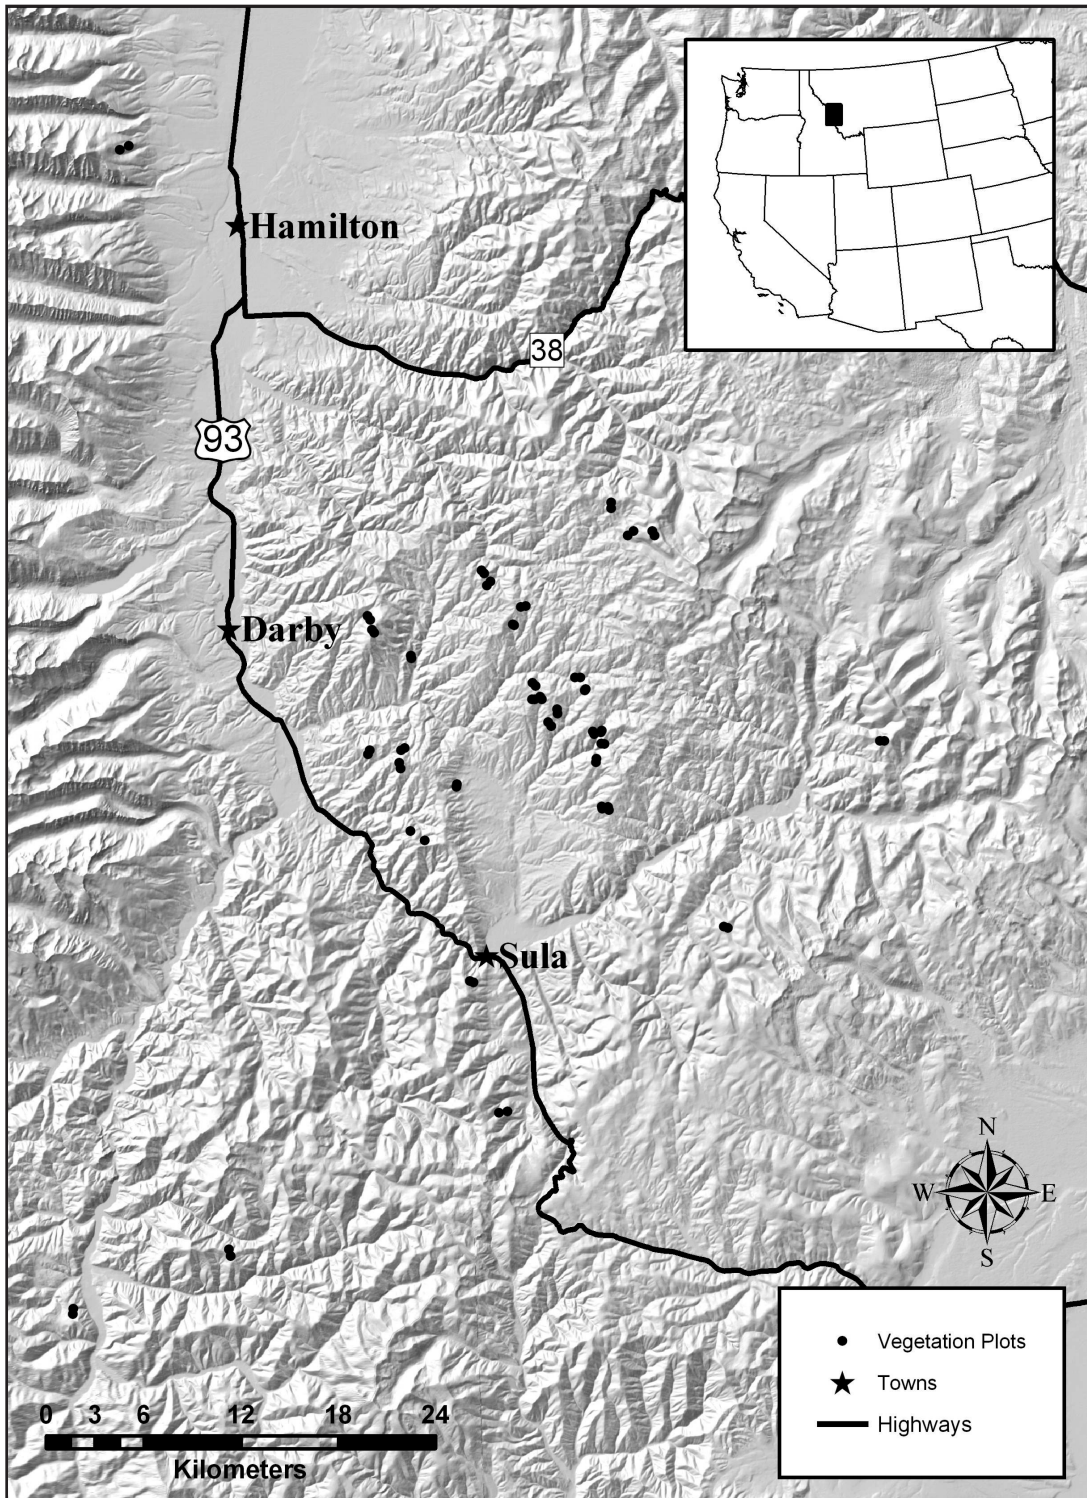 Hamilton
38
93
Darby
Sula
N
W E
S
Vegetation Plots
Towns
Highways
0 3 6 12 18 24
Kilometers